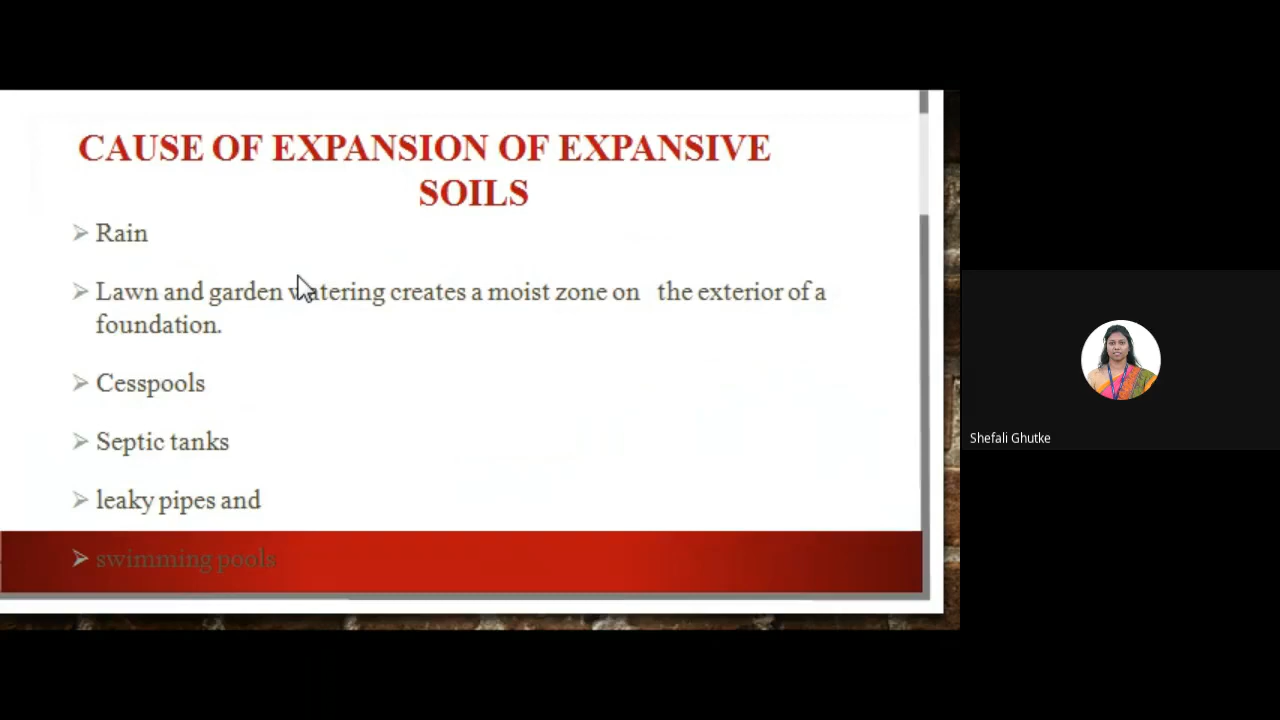 CAUSE OF EXPANSION OF EXPANSIVE
SOILS
➢ Rain
➢ Lawn and garden watering creates a moist zone on the exterior of a
foundation.
➢ Cesspools
➢ Septic tanks
➢ leaky pipes and
➢ swimming pools
Shefali Ghutke